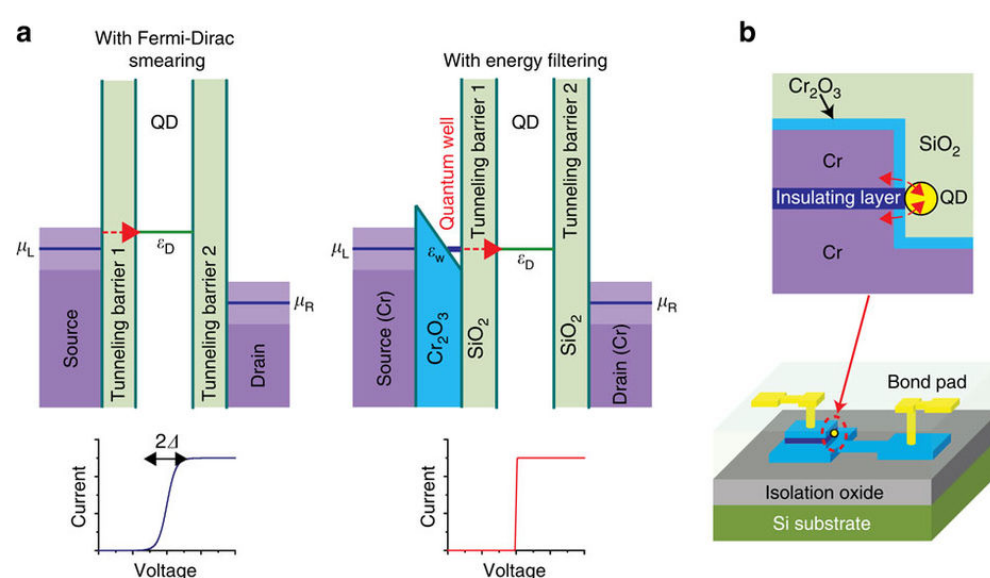 a
With Fermi-Dirac
smearing
QD
μL
εD
Source
Tunneling barrier 1
Tunneling barrier 2
μR
Drain
2Δ
Current
Voltage
With energy filtering
Quantum well
Tunneling barrier 1
QD
Tunneling barrier 2
μL
εw
εD
Source (Cr)
Cr2O3
SiO2
SiO2
μR
Drain (Cr)
Current
Voltage
b
Cr2O3
SiO2
Cr
Insulating layer
QD
Cr
Bond pad
Isolation oxide
Si substrate